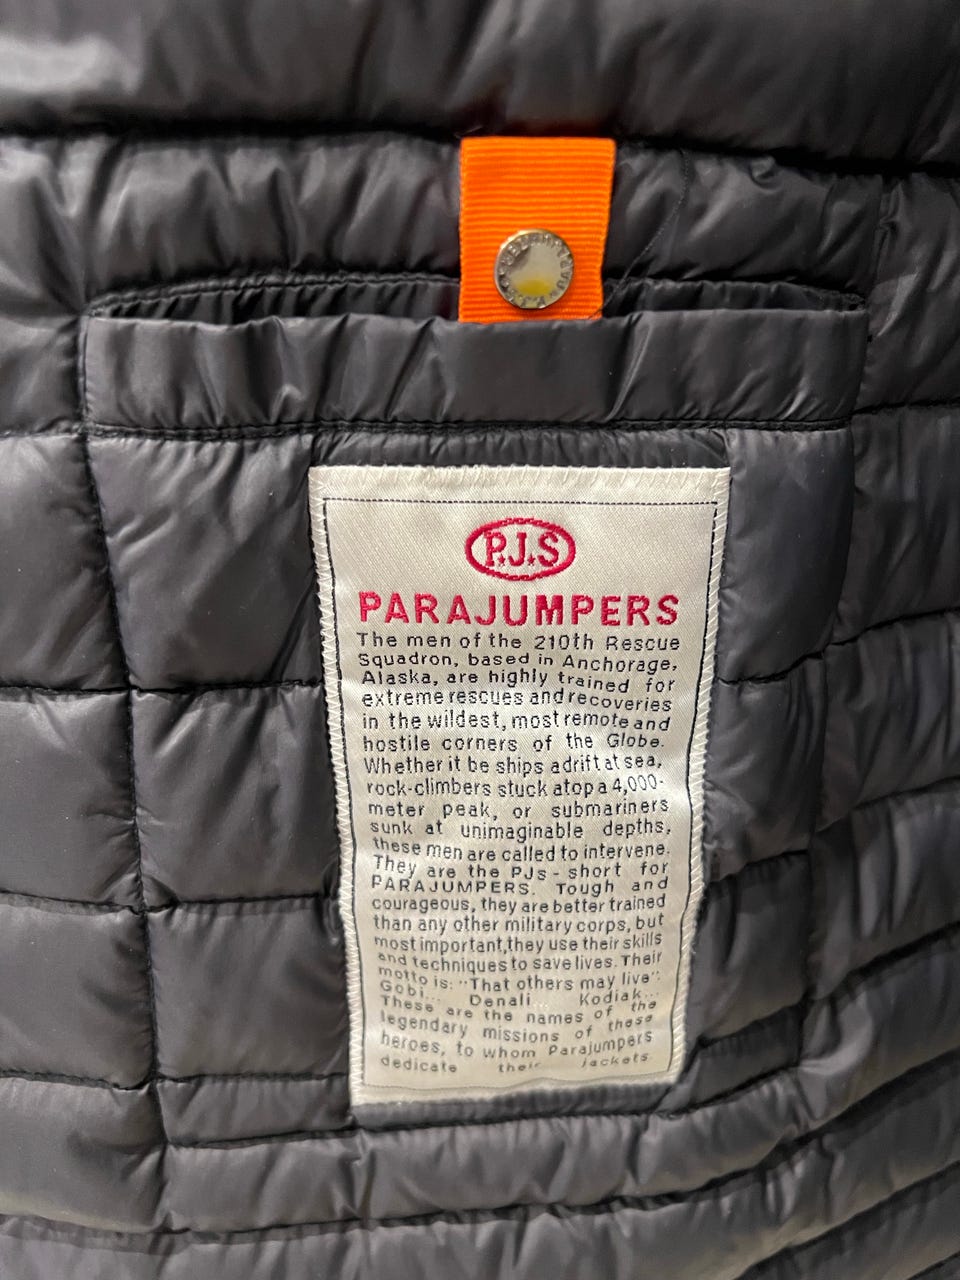 P.J.S
PARAJUMPERS
The men of the 210th Rescue
Squadron, based in Anchorage,
Alaska, are highly trained for
extreme rescues and recoveries
in the wildest, most remote and
hostile corners of the Globe.
Whether it be ships adrift at sea,
rock-climbers stuck atop a 4,000-
meter peak, or submariners
sunk at unimaginable depths,
these men are called to intervene.
They are the PJs - short for
PARAJUMPERS. Tough and
courageous, they are better trained
than any other military corps, but
most important, they use their skills
and techniques to save lives. Their
motto is: "That others may live".
Gobi... Denali... Kodiak...
These are the names of the
legendary missions of these
heroes, to whom Parajumpers
dedicate their jackets